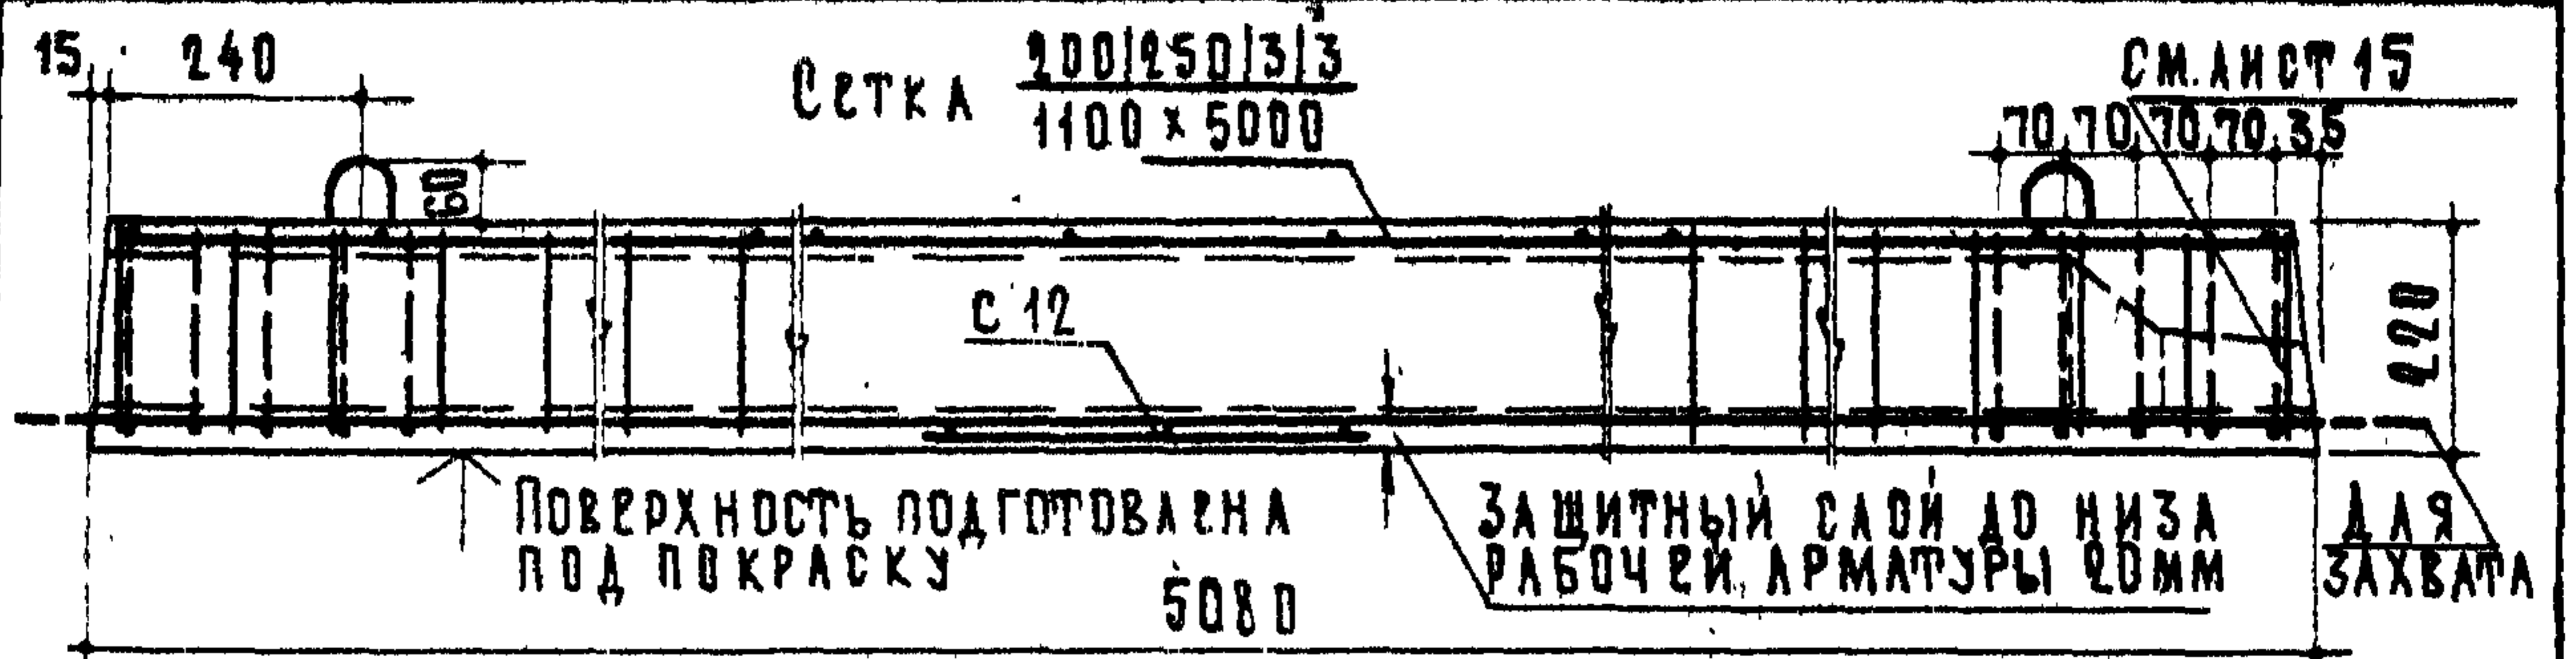 15
240
Сетка 200/250/3/3
1100 × 5000
См. лист 15
70 70 70 70 35
60
С 12
220
Поверхность подготовлена
под покраску
Защитный слой до низа
рабочей арматуры 20мм
Для
захвата
5080